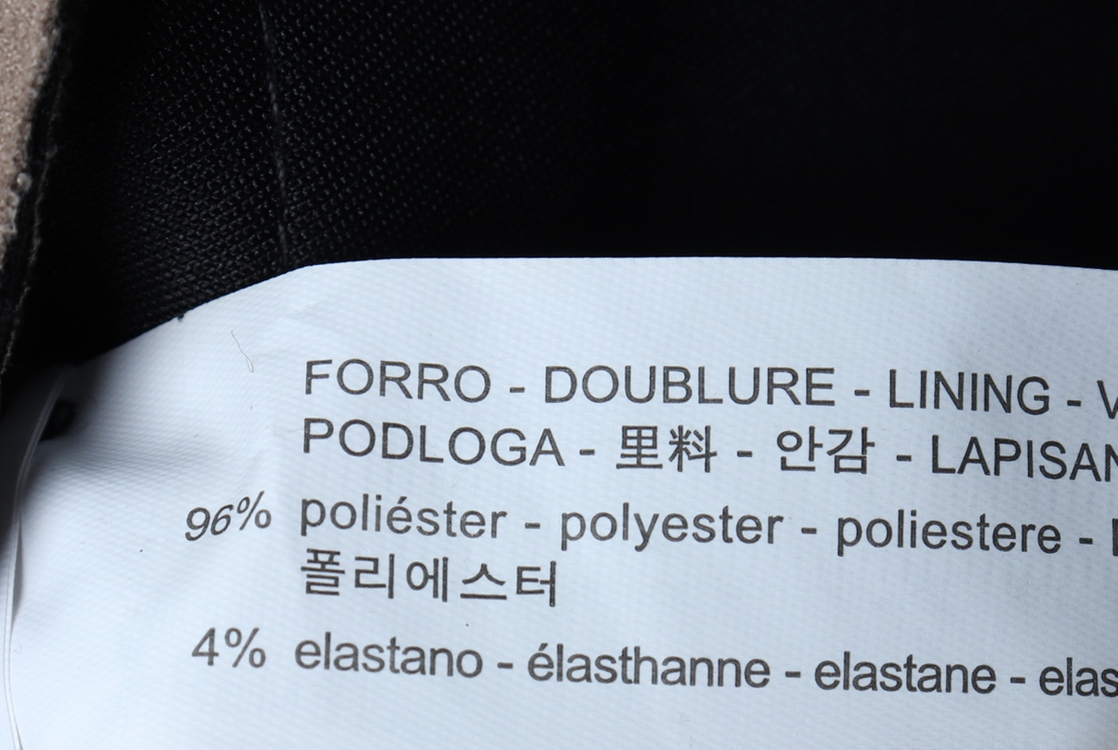 FORRO - DOUBLURE - LINING -
PODLOGA - 里料 - 안감 -
96% poliéster - polyester - poliestere -
폴리에스터
4% elastano - élasthanne - elastane -